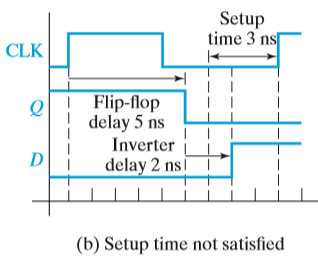 Setup
time 3 ns
CLK
Q
Flip-flop
delay 5 ns
Inverter
D
delay 2 ns
(b) Setup time not satisfied